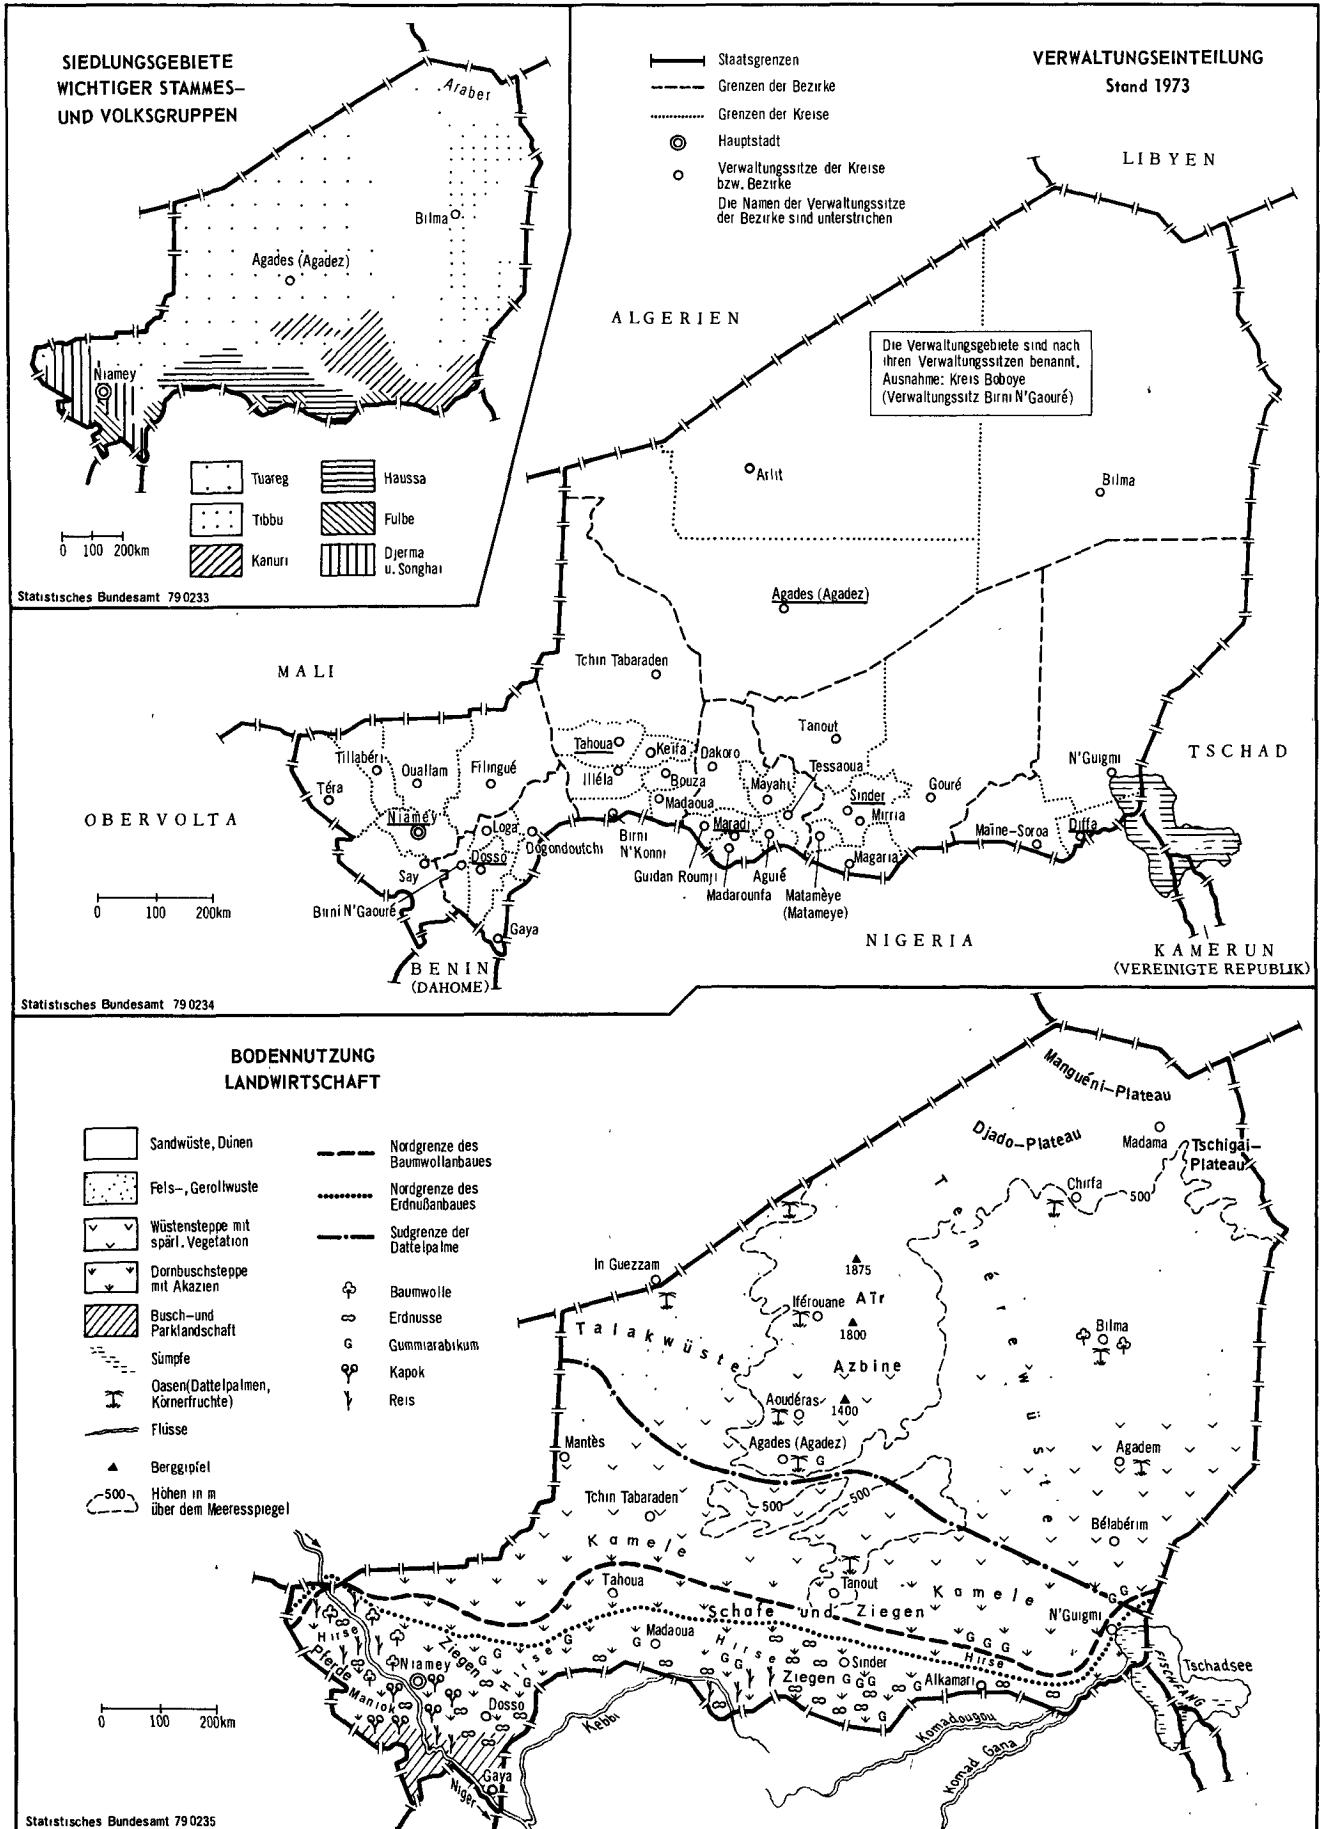 SIEDLUNGSGEBIETE
WICHTIGER STAMMES-
UND VOLKSGRUPPEN
Araber
Bilma
Agades (Agadez)
Niamey
Tuareg
Tibbu
Kanuri
Haussa
Fulbe
Djerma
u. Songhai
0 100 200km
Statistisches Bundesamt 79 0233
Staatsgrenzen
Grenzen der Bezirke
Grenzen der Kreise
Hauptstadt
Verwaltungssitze der Kreise
bzw. Bezirke
Die Namen der Verwaltungssitze
der Bezirke sind unterstrichen
VERWALTUNGSEINTEILUNG
Stand 1973
LIBYEN
ALGERIEN
Die Verwaltungsgebiete sind nach
ihren Verwaltungssitzen benannt.
Ausnahme: Kreis Boboye
(Verwaltungssitz Birni N'Gaouré)
Arlit
Bilma
Agades (Agadez)
MALI
Tchin Tabaraden
Tanout
Tahoua
Keïfa
Dakoro
Tessaoua
N'Guigmi
TSCHAD
Tillabéri
Ouallam
Filingué
Illéla
Bouza
Mayahi
Sinder
Gouré
Téra
Madaoua
OBERVOLTA
Niamey
Loga
Dogondoutchi
Birni
N'Konni
Maradi
Mirria
Maïne-Soroa
Diffa
Say
Dosso
Guidan Roumji
Aguié
Magaria
Madarounfa
Matamèye
(Matameye)
0 100 200km
Birni N'Gaouré
Gaya
NIGERIA
BENIN
(DAHOME)
KAMERUN
(VEREINIGTE REPUBLIK)
Statistisches Bundesamt 79 0234
BODENNUTZUNG
LANDWIRTSCHAFT
Sandwüste, Dünen
Fels-, Gerollwuste
Wüstensteppe mit
spärl. Vegetation
Dornbuschsteppe
mit Akazien
Busch-und
Parklandschaft
Sümpfe
Oasen(Dattelpalmen,
Körnerfruchte)
Flüsse
Berggipfel
500
Höhen in m
über dem Meeresspiegel
Nordgrenze des
Baumwollanbaues
Nordgrenze des
Erdnußanbaues
Sudgrenze der
Dattelpalme
Baumwolle
Erdnusse
G Gummiarabikum
Kapok
Reis
Manguéni-Plateau
Djado-Plateau
Madama
Tschigai-
Plateau
Chirfa
500
Ténérewüste
In Guezzam
1875
Iférouane
Aïr
1800
Talakwüste
Azbine
Bilma
Aoudéras
1400
Mantès
Agades (Agadez)
G
Agadem
500
500
Tchin Tabaraden
Bélabérim
Kamele
Tahoua
Tanout
Kamele
G
G
Schafe und Ziegen
N'Guigmi
Hirse
Ziegen
G
Madaoua
Hirse
G G G
Hirse
Pferde
Niamey
Hirse
Sinder
Tschadsee
FISCHFANG
Maniok
Dosso
Ziegen
G G G
Alkamari
Kebbi
Komadougou
Komad Gana
Gaya
Niger
0 100 200km
Statistisches Bundesamt 79 0235